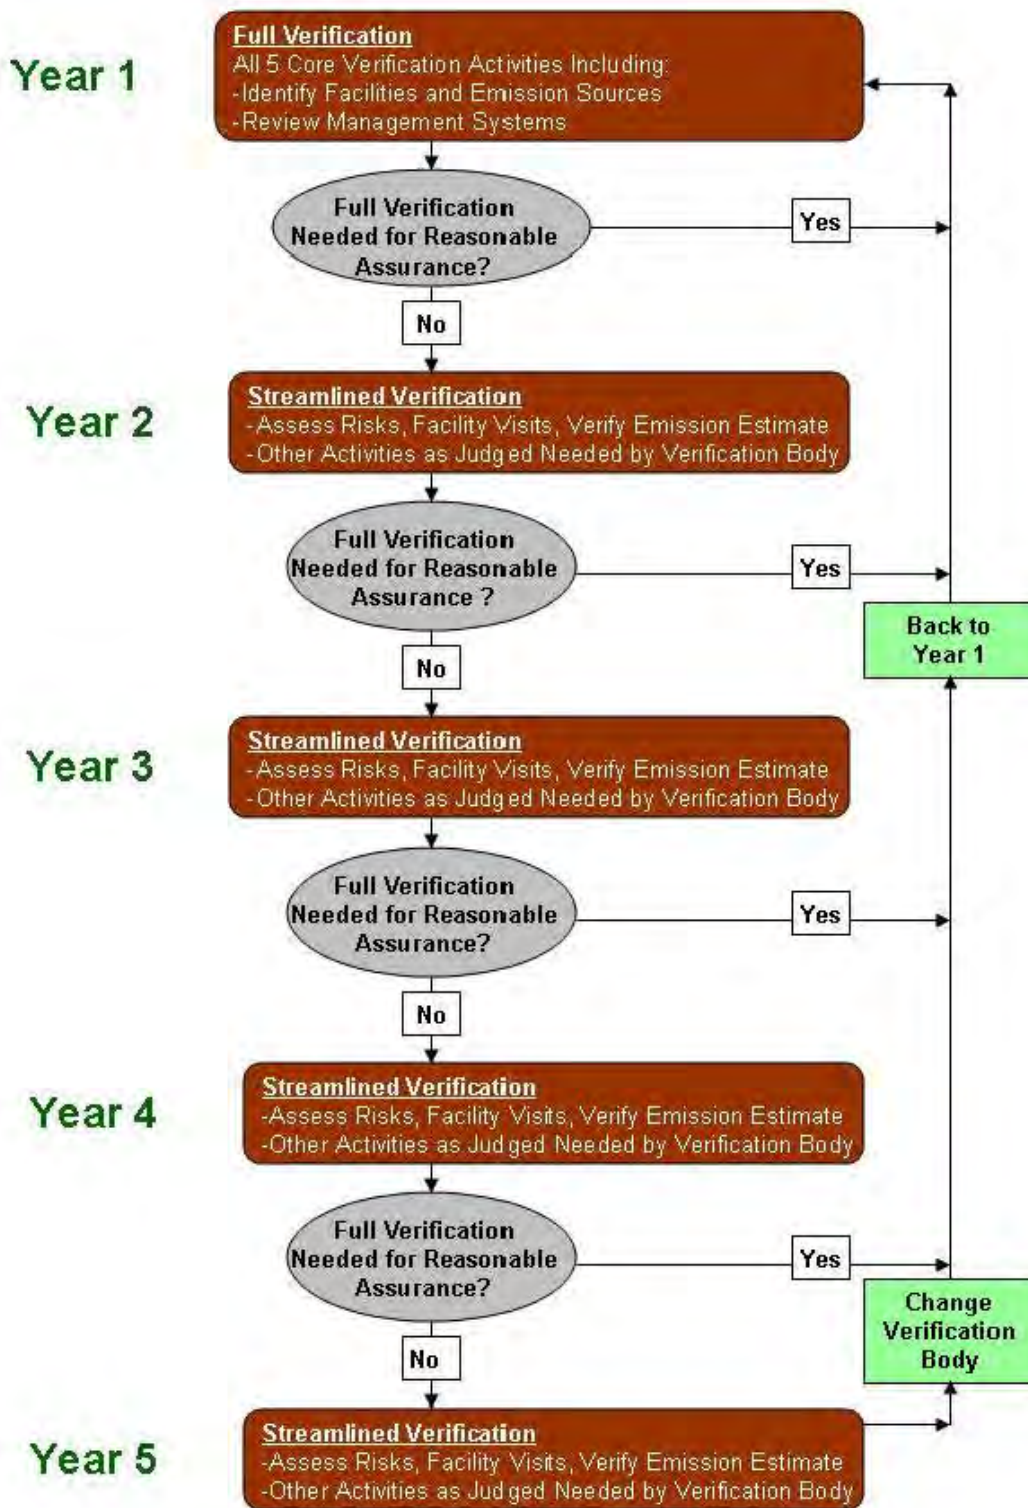 Year 1
Full Verification
All 5 Core Verification Activities Including:
-Identify Facilities and Emission Sources
-Review Management Systems
Full Verification
Needed for Reasonable
Assurance?
Yes
No
Year 2
Streamlined Verification
-Assess Risks, Facility Visits, Verify Emission Estimate
-Other Activities as Judged Needed by Verification Body
Full Verification
Needed for Reasonable
Assurance ?
Yes
Back to
Year 1
No
Year 3
Streamlined Verification
-Assess Risks, Facility Visits, Verify Emission Estimate
-Other Activities as Judged Needed by Verification Body
Full Verification
Needed for Reasonable
Assurance?
Yes
No
Year 4
Streamlined Verification
-Assess Risks, Facility Visits, Verify Emission Estimate
-Other Activities as Judged Needed by Verification Body
Full Verification
Needed for Reasonable
Assurance?
Yes
Change
Verification
Body
No
Year 5
Streamlined Verification
-Assess Risks, Facility Visits, Verify Emission Estimate
-Other Activities as Judged Needed by Verification Body